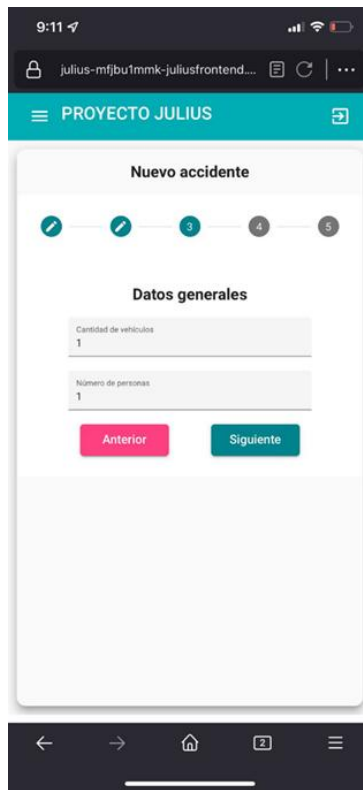 9:11
julius-mfjbu1mmk-juliusfrontend....
PROYECTO JULIUS
Nuevo accidente
3
4
5
Datos generales
Cantidad de vehículos
1
Número de personas
1
Anterior
Siguiente
2